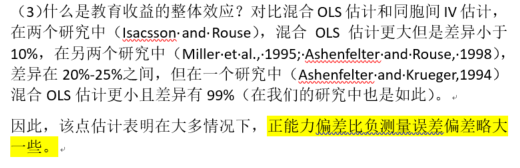 （3)什么是教育收益的整体效应？对比混合 OLS 估计和同胞间 IV 估计，
在两个研究中（Isacsson·and·Rouse），混合 OLS 估计更大但是差异小于
10%，在另两个研究中（Miller·et·al.,·1995;·Ashenfelter·and·Rouse,·1998），
差异在 20%-25%之间，但在一个研究中（Ashenfelter·and·Krueger,1994）
混合 OLS 估计更小且差异有 99%（在我们的研究中也是如此）。
因此，该点估计表明在大多情况下，正能力偏差比负测量误差偏差略大
一些。